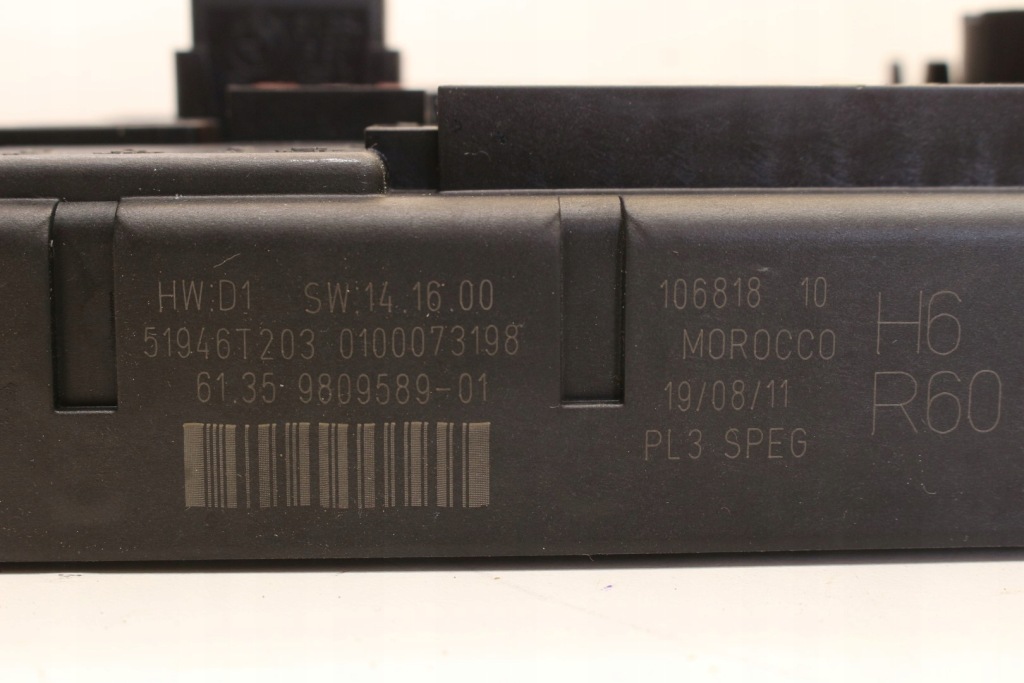 HW:D1 SW:14.16.00
51946T203 0100073198
61.35 9809589-01
106818 10
MOROCCO
19/08/11
PL3 SPEG
H6
R60